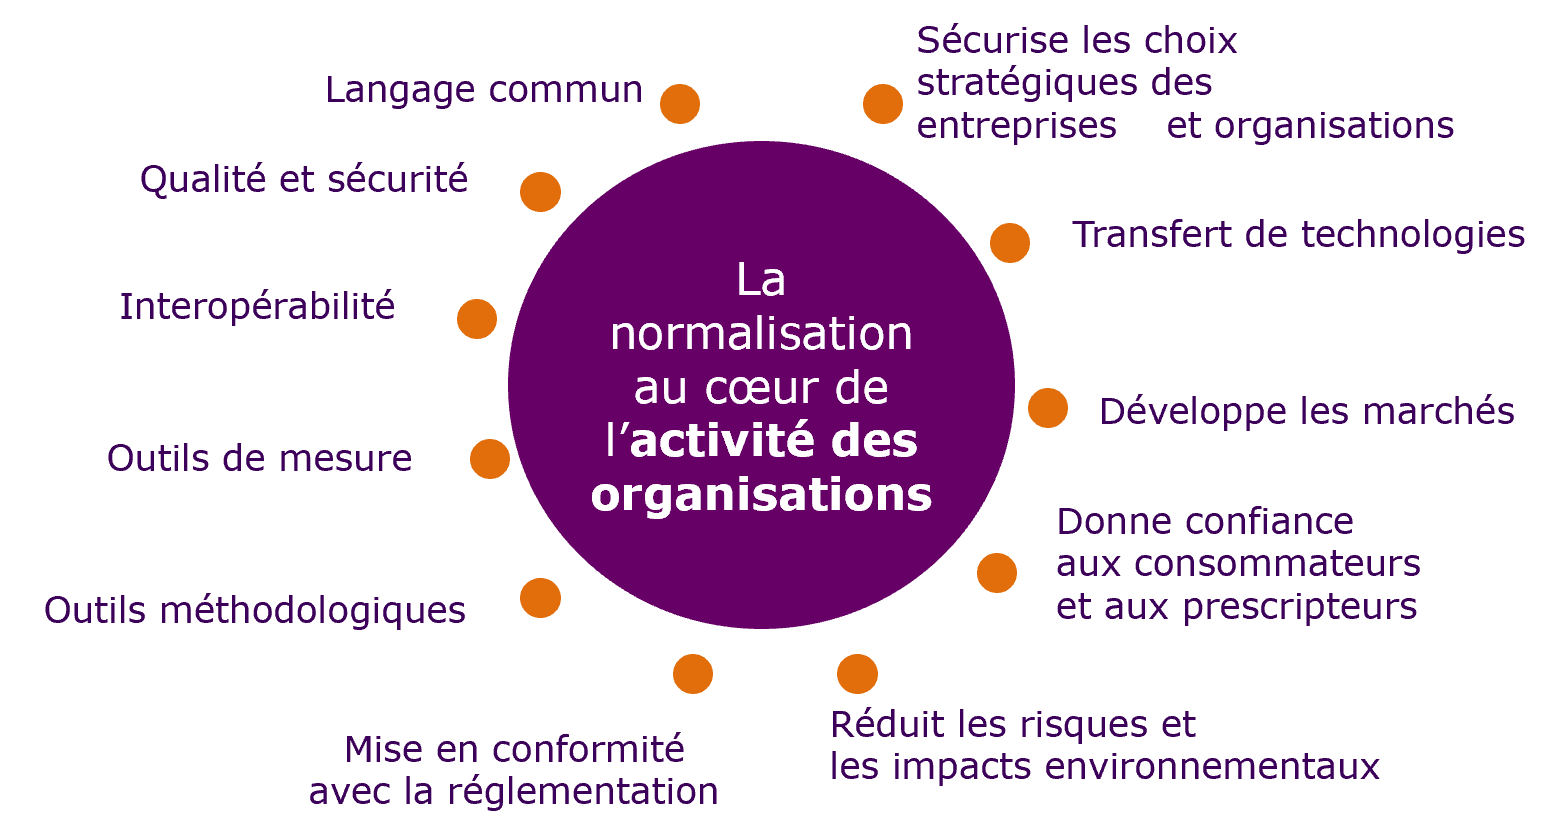 Langage commun
Qualité et sécurité
Interopérabilité
Outils de mesure
Outils méthodologiques
Mise en conformité
avec la réglementation
La
normalisation
au cœur de
l’activité des
organisations
Sécurise les choix
stratégiques des
entreprises et organisations
Transfert de technologies
Développe les marchés
Donne confiance
aux consommateurs
et aux prescripteurs
Réduit les risques et
les impacts environnementaux